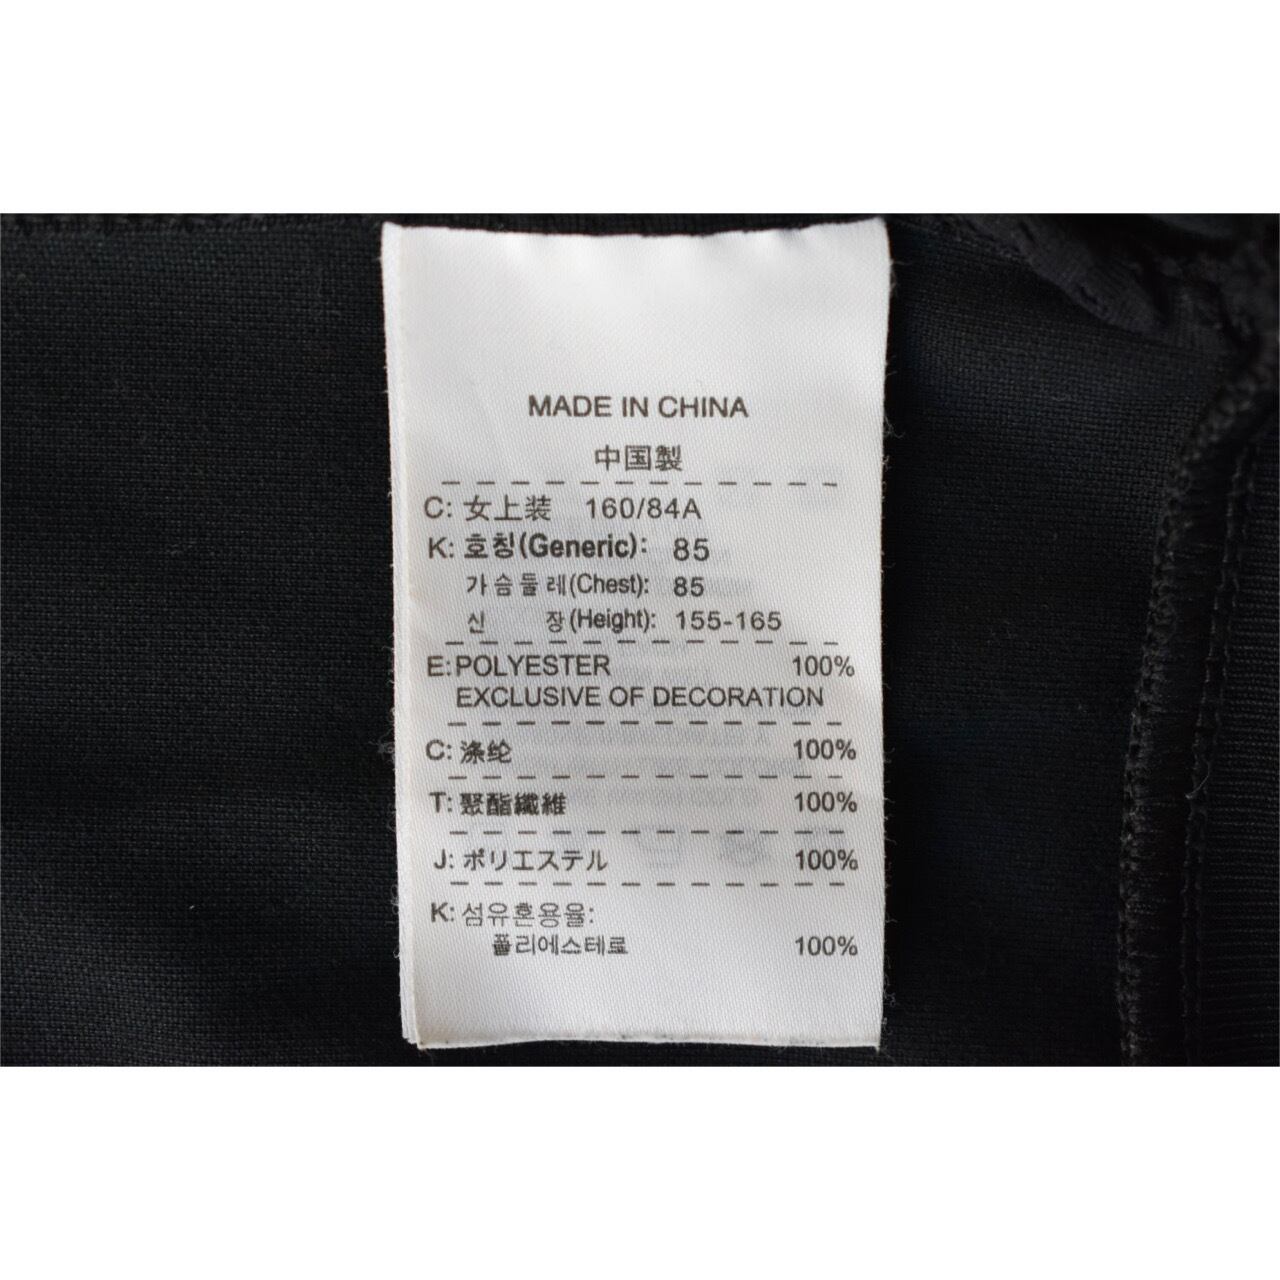 MADE IN CHINA
中国製
C: 女上装 160/84A
K: 호칭(Generic): 85
가슴둘레(Chest): 85
신 장(Height): 155-165
E:POLYESTER 100%
EXCLUSIVE OF DECORATION
C: 涤纶 100%
T: 聚酯纖維 100%
J: ポリエステル 100%
K: 섬유혼용율:
폴리에스테로 100%